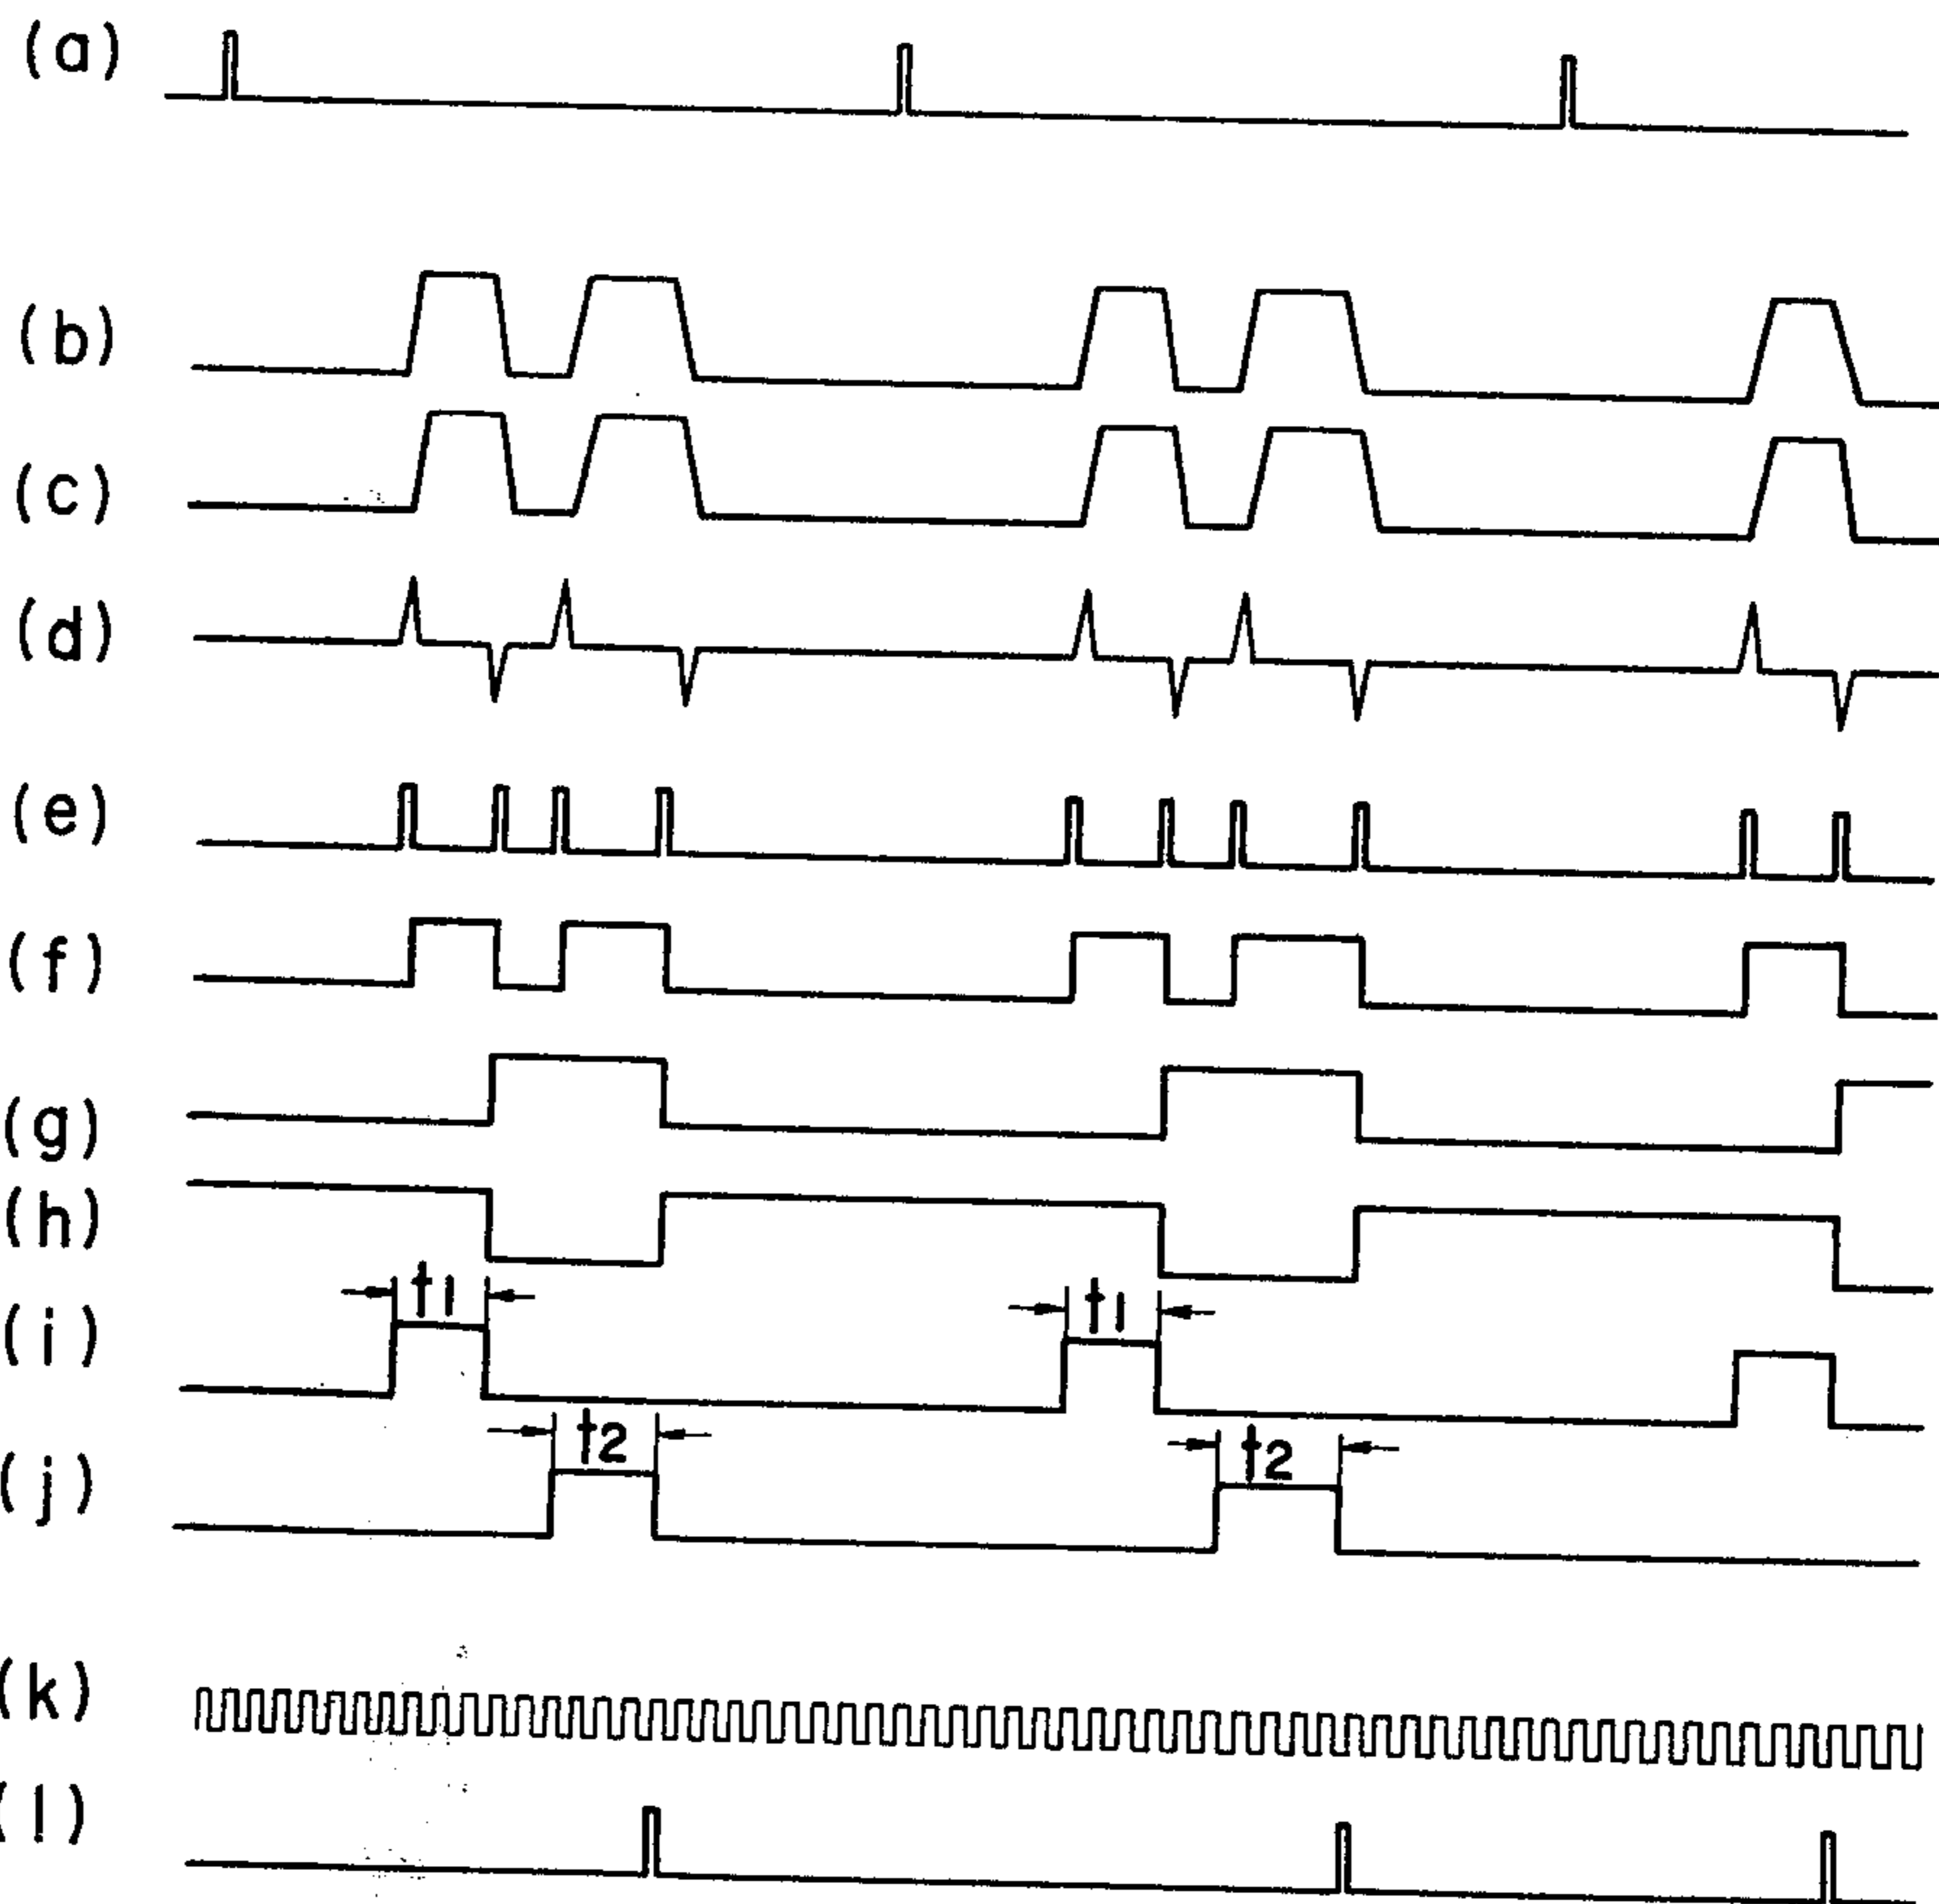 (a)
(b)
(c)
(d)
(e)
(f)
(g)
(h)
t1 t1
(i)
t2 t2
(j)
(k)
(l)